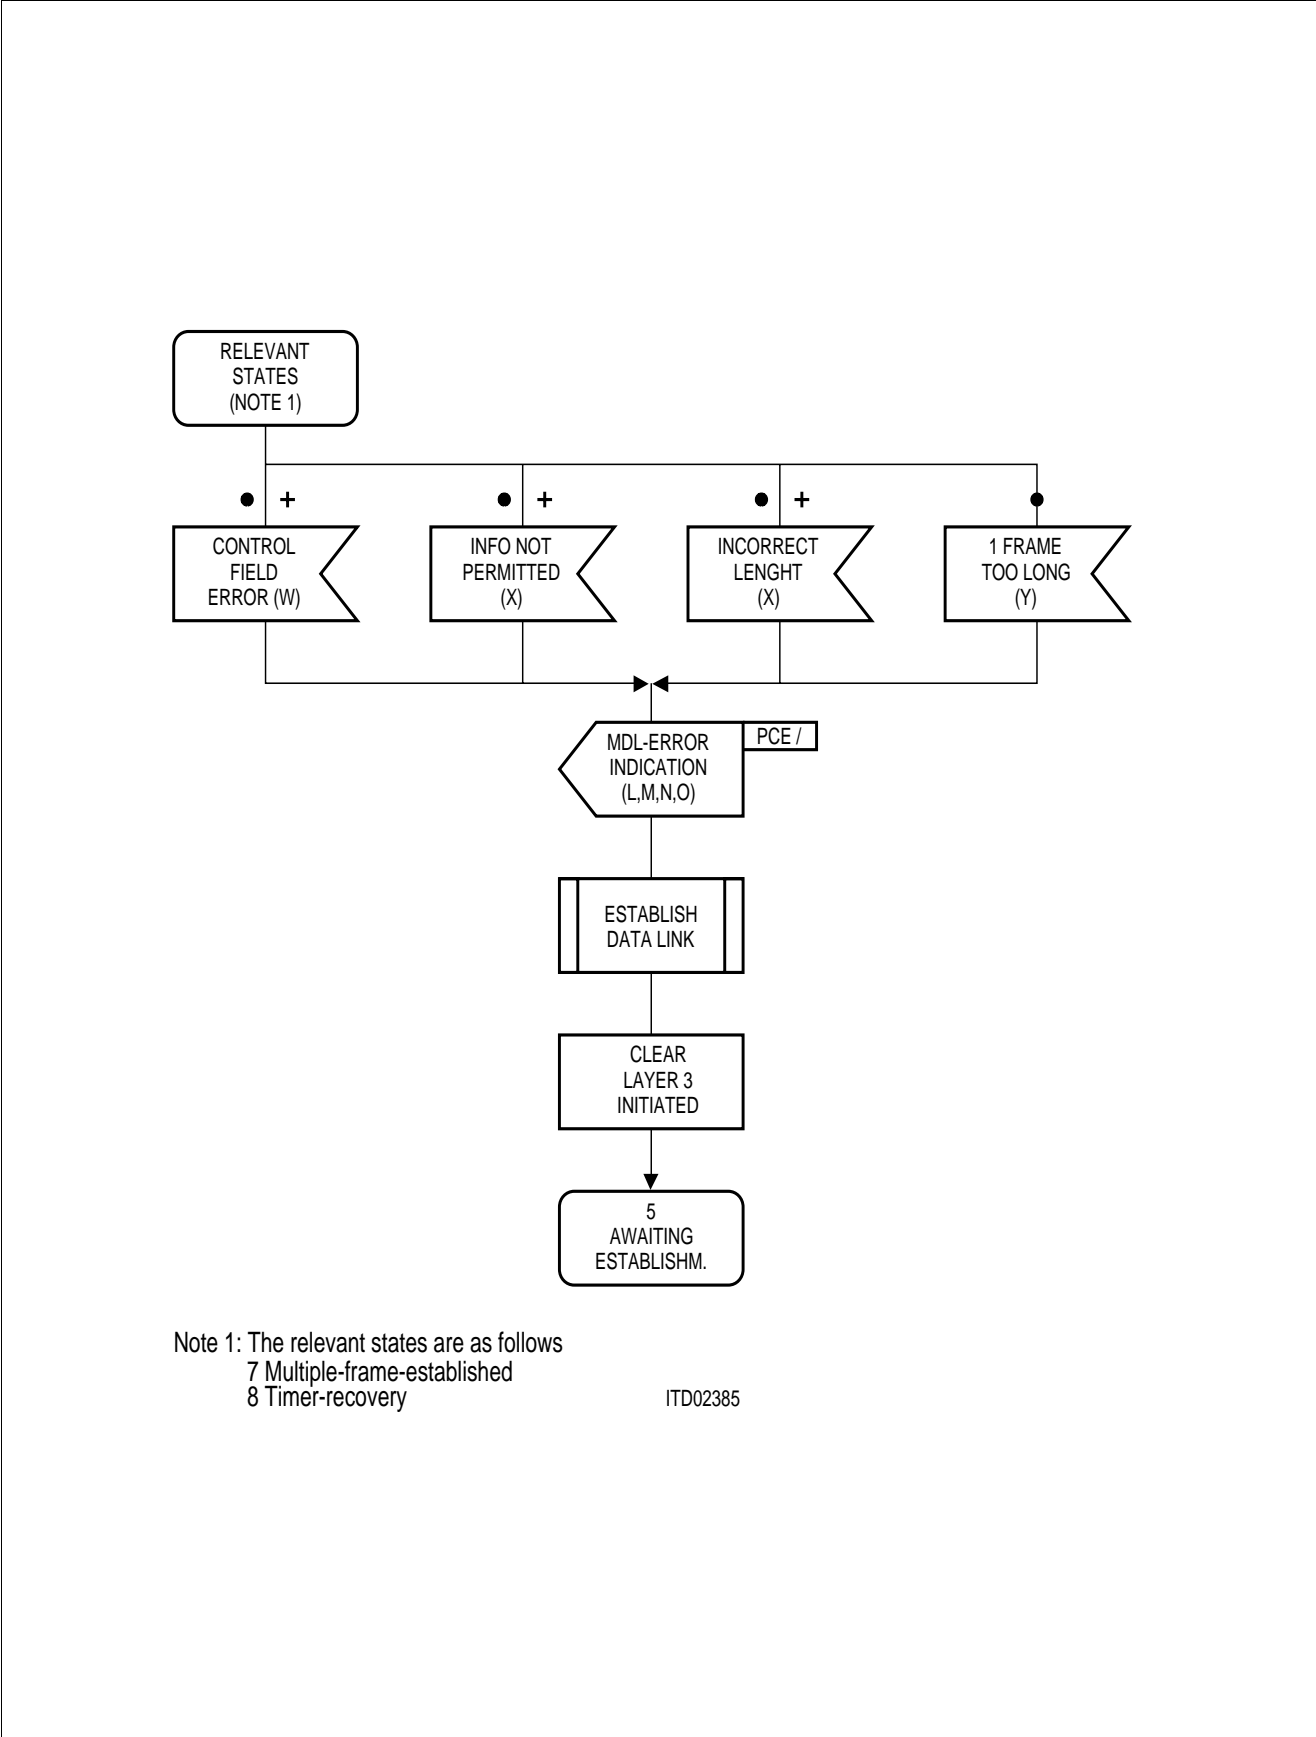 RELEVANT
STATES
(NOTE 1)
+
+
+
CONTROL
FIELD
ERROR (W)
INFO NOT
PERMITTED
(X)
INCORRECT
LENGHT
(X)
1 FRAME
TOO LONG
(Y)
MDL-ERROR
INDICATION
(L,M,N,O)
PCE /
ESTABLISH
DATA LINK
CLEAR
LAYER 3
INITIATED
5
AWAITING
ESTABLISHM.
Note 1: The relevant states are as follows
7 Multiple-frame-established
8 Timer-recovery
ITD02385